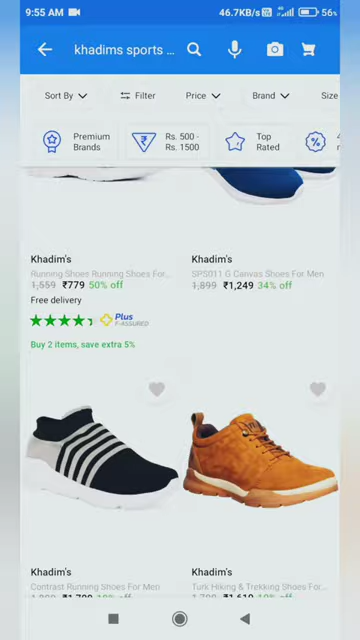 9:55 AM 46.7KB/s 56%
khadims sports ...
Sort By Filter Price Brand Size
Premium Brands
Rs. 500 - Rs. 1500
Top Rated
Khadim's
Running Shoes Running Shoes For...
1,559 ₹779 50% off
Free delivery
Plus
F-ASSURED
Buy 2 items, save extra 5%
Khadim's
SPS011 G Canvas Shoes For Men
1,899 ₹1,249 34% off
Khadim's
Contrast Running Shoes For Men
Khadim's
Turk Hiking & Trekking Shoes For...